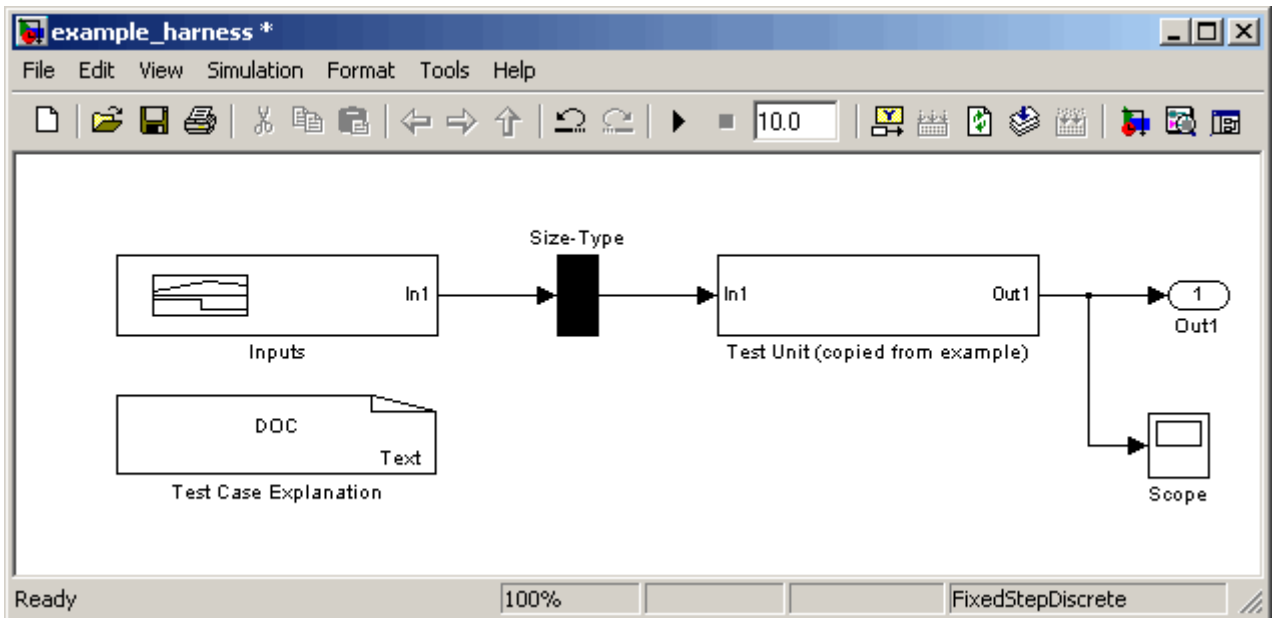 example_harness *
File Edit View Simulation Format Tools Help
10.0
Size-Type
In1
In1
Out1
1
Out1
Inputs
Test Unit (copied from example)
DOC
Text
Test Case Explanation
Scope
Ready 100% FixedStepDiscrete